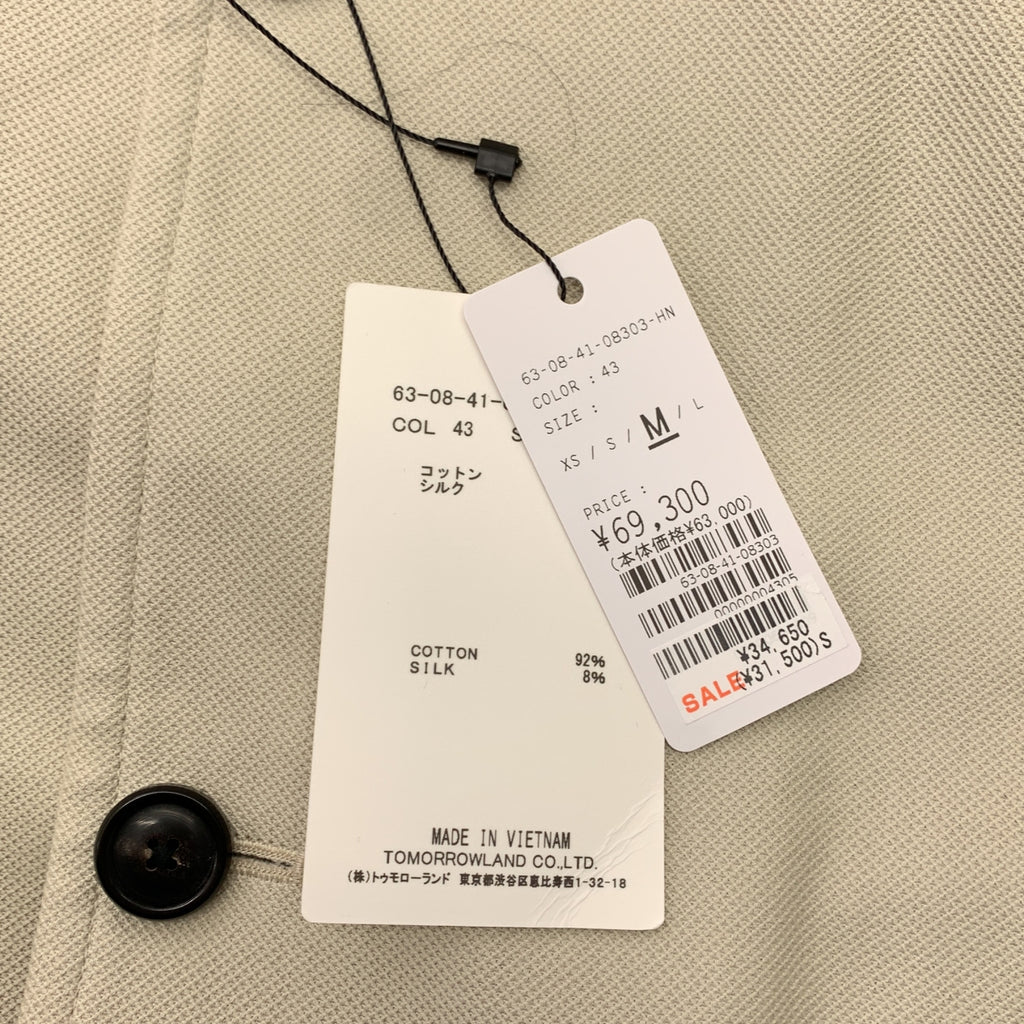 63-08-41-
COL 43
コットン
シルク
COTTON 92%
SILK 8%
MADE IN VIETNAM
TOMORROWLAND CO.,LTD.
(株)トゥモローランド 東京都渋谷区恵比寿西1-32-18
63-08-41-08303-HN
COLOR : 43
SIZE :
XS / S / M / L
PRICE :
¥69,300
(本体価格¥63,000)
63-08-41-08303
00000004305
¥34,650
(¥31,500)S
SALE